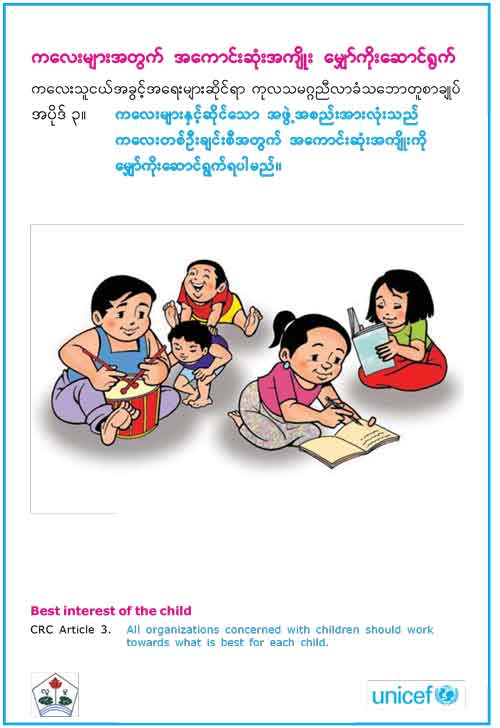 ကလေးများအတွက် အကောင်းဆုံးအကျိုး မျှော်ကိုးဆောင်ရွက်
ကလေးသူငယ်အခွင့်အရေးများဆိုင်ရာ ကုလသမဂ္ဂညီလာခံသဘောတူစာချုပ်
အပိုဒ် ၃။ ကလေးများနှင့်ဆိုင်သော အဖွဲ့အစည်းအားလုံးသည်
ကလေးတစ်ဦးချင်းစီအတွက် အကောင်းဆုံးအကျိုးကို
မျှော်ကိုးဆောင်ရွက်ရပါမည်။
Best interest of the child
CRC Article 3. All organizations concerned with children should work
towards what is best for each child.
unicef